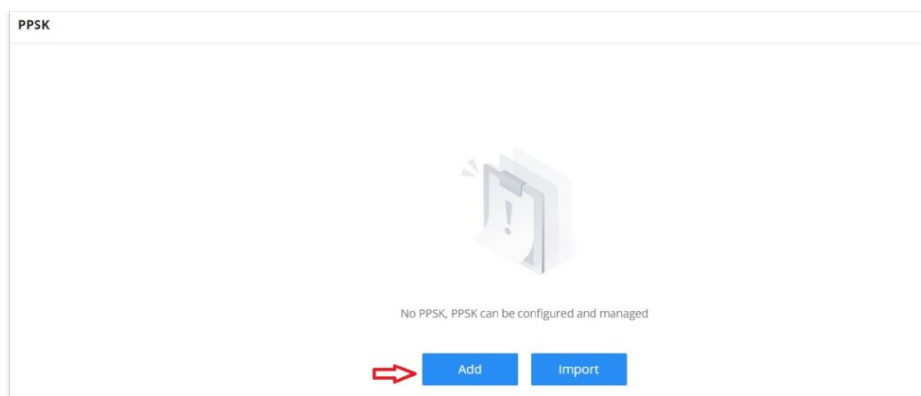 PPSK
No PPSK, PPSK can be configured and managed
Add
Import